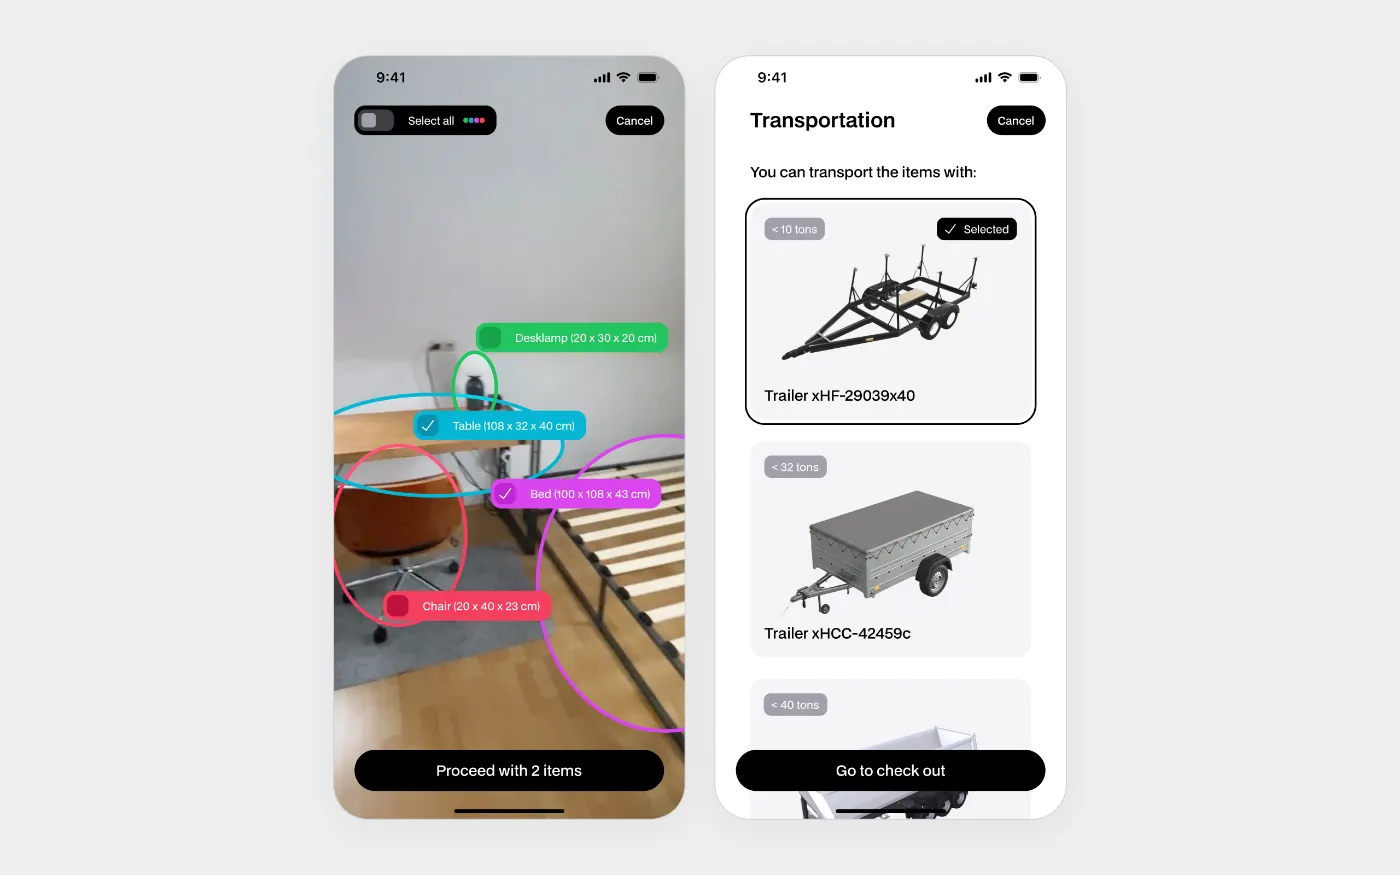 9:41
Select all
Cancel
Desklamp (20 x 30 x 20 cm)
Table (108 x 32 x 40 cm)
Bed (100 x 108 x 43 cm)
Chair (20 x 40 x 23 cm)
Proceed with 2 items
9:41
Transportation
Cancel
You can transport the items with:
< 10 tons
Selected
Trailer xHF-29039x40
< 32 tons
Trailer xHCC-42459c
< 40 tons
Go to check out